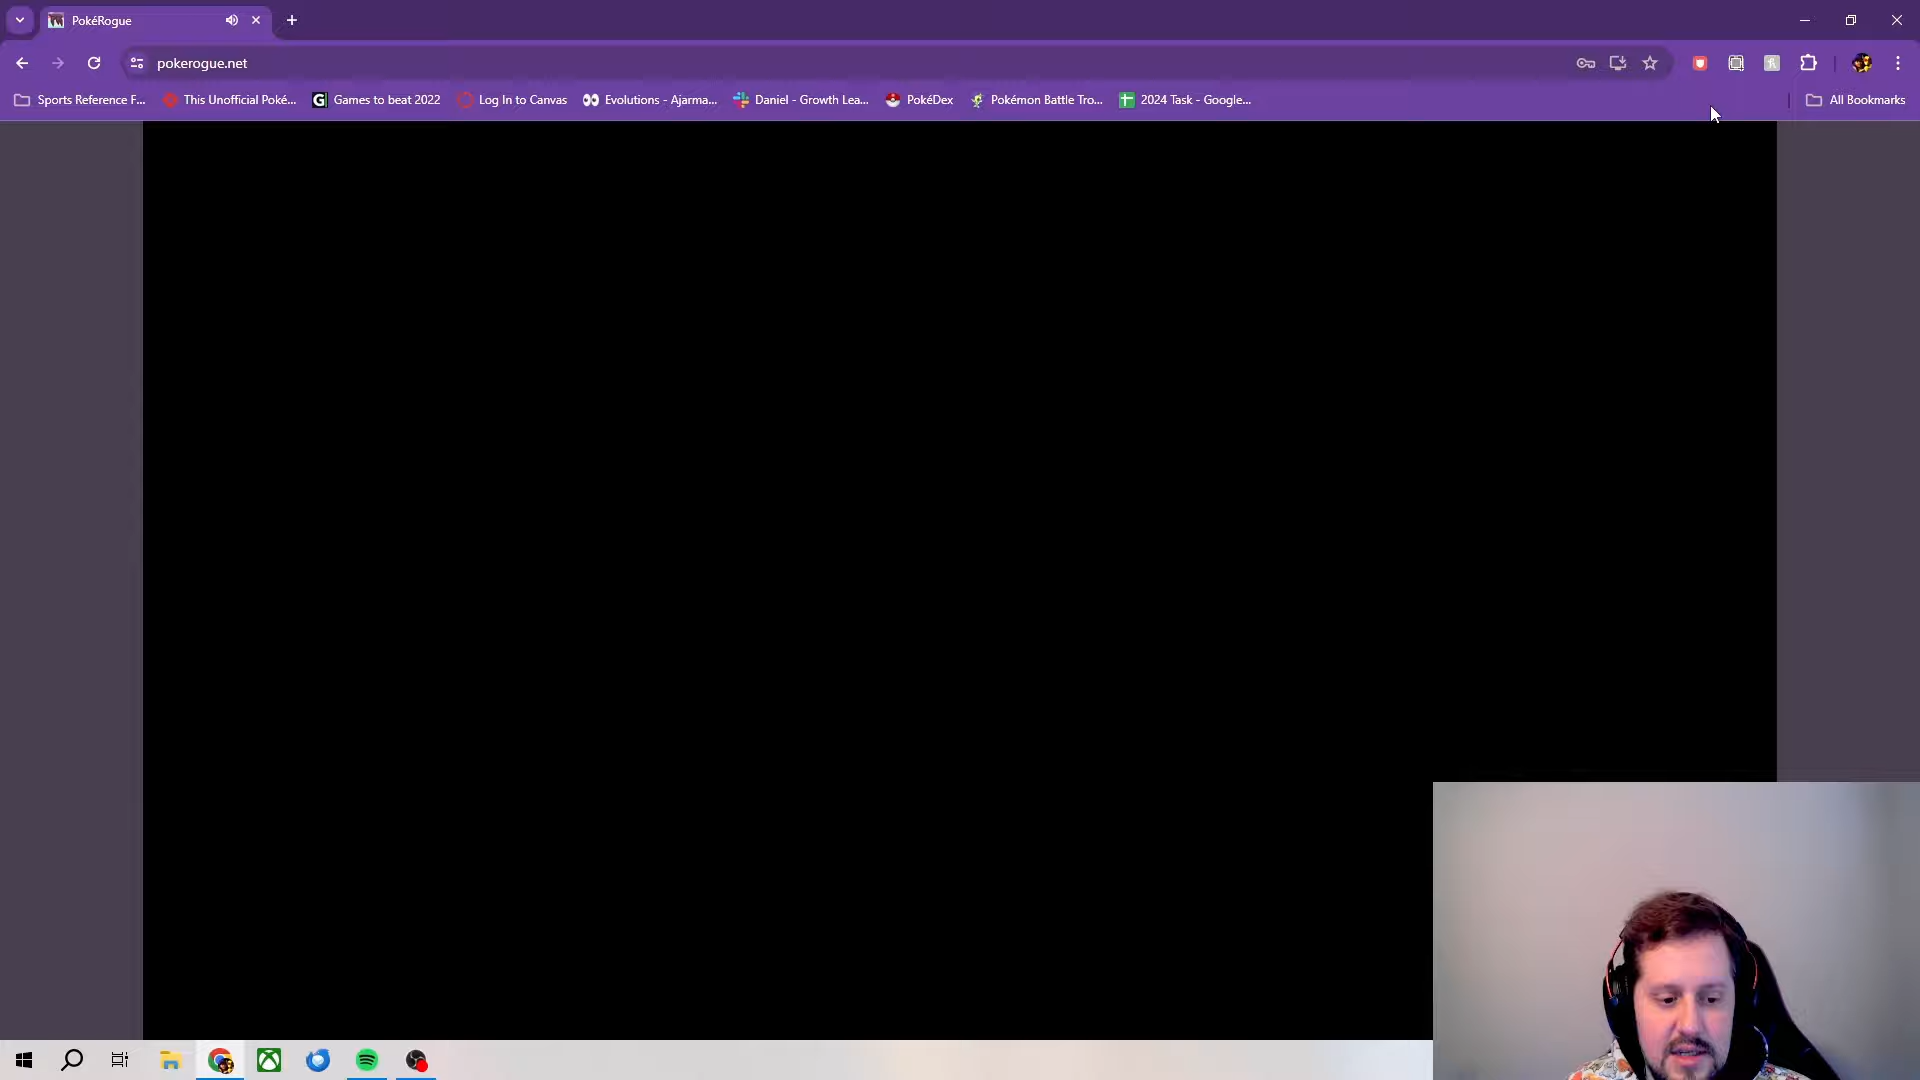 PokéRogue
pokerogue.net
Sports Reference F...
This Unofficial Poké...
Games to beat 2022
Log In to Canvas
Evolutions - Ajarma...
Daniel - Growth Lea...
PokéDex
Pokémon Battle Tro...
2024 Task - Google...
All Bookmarks